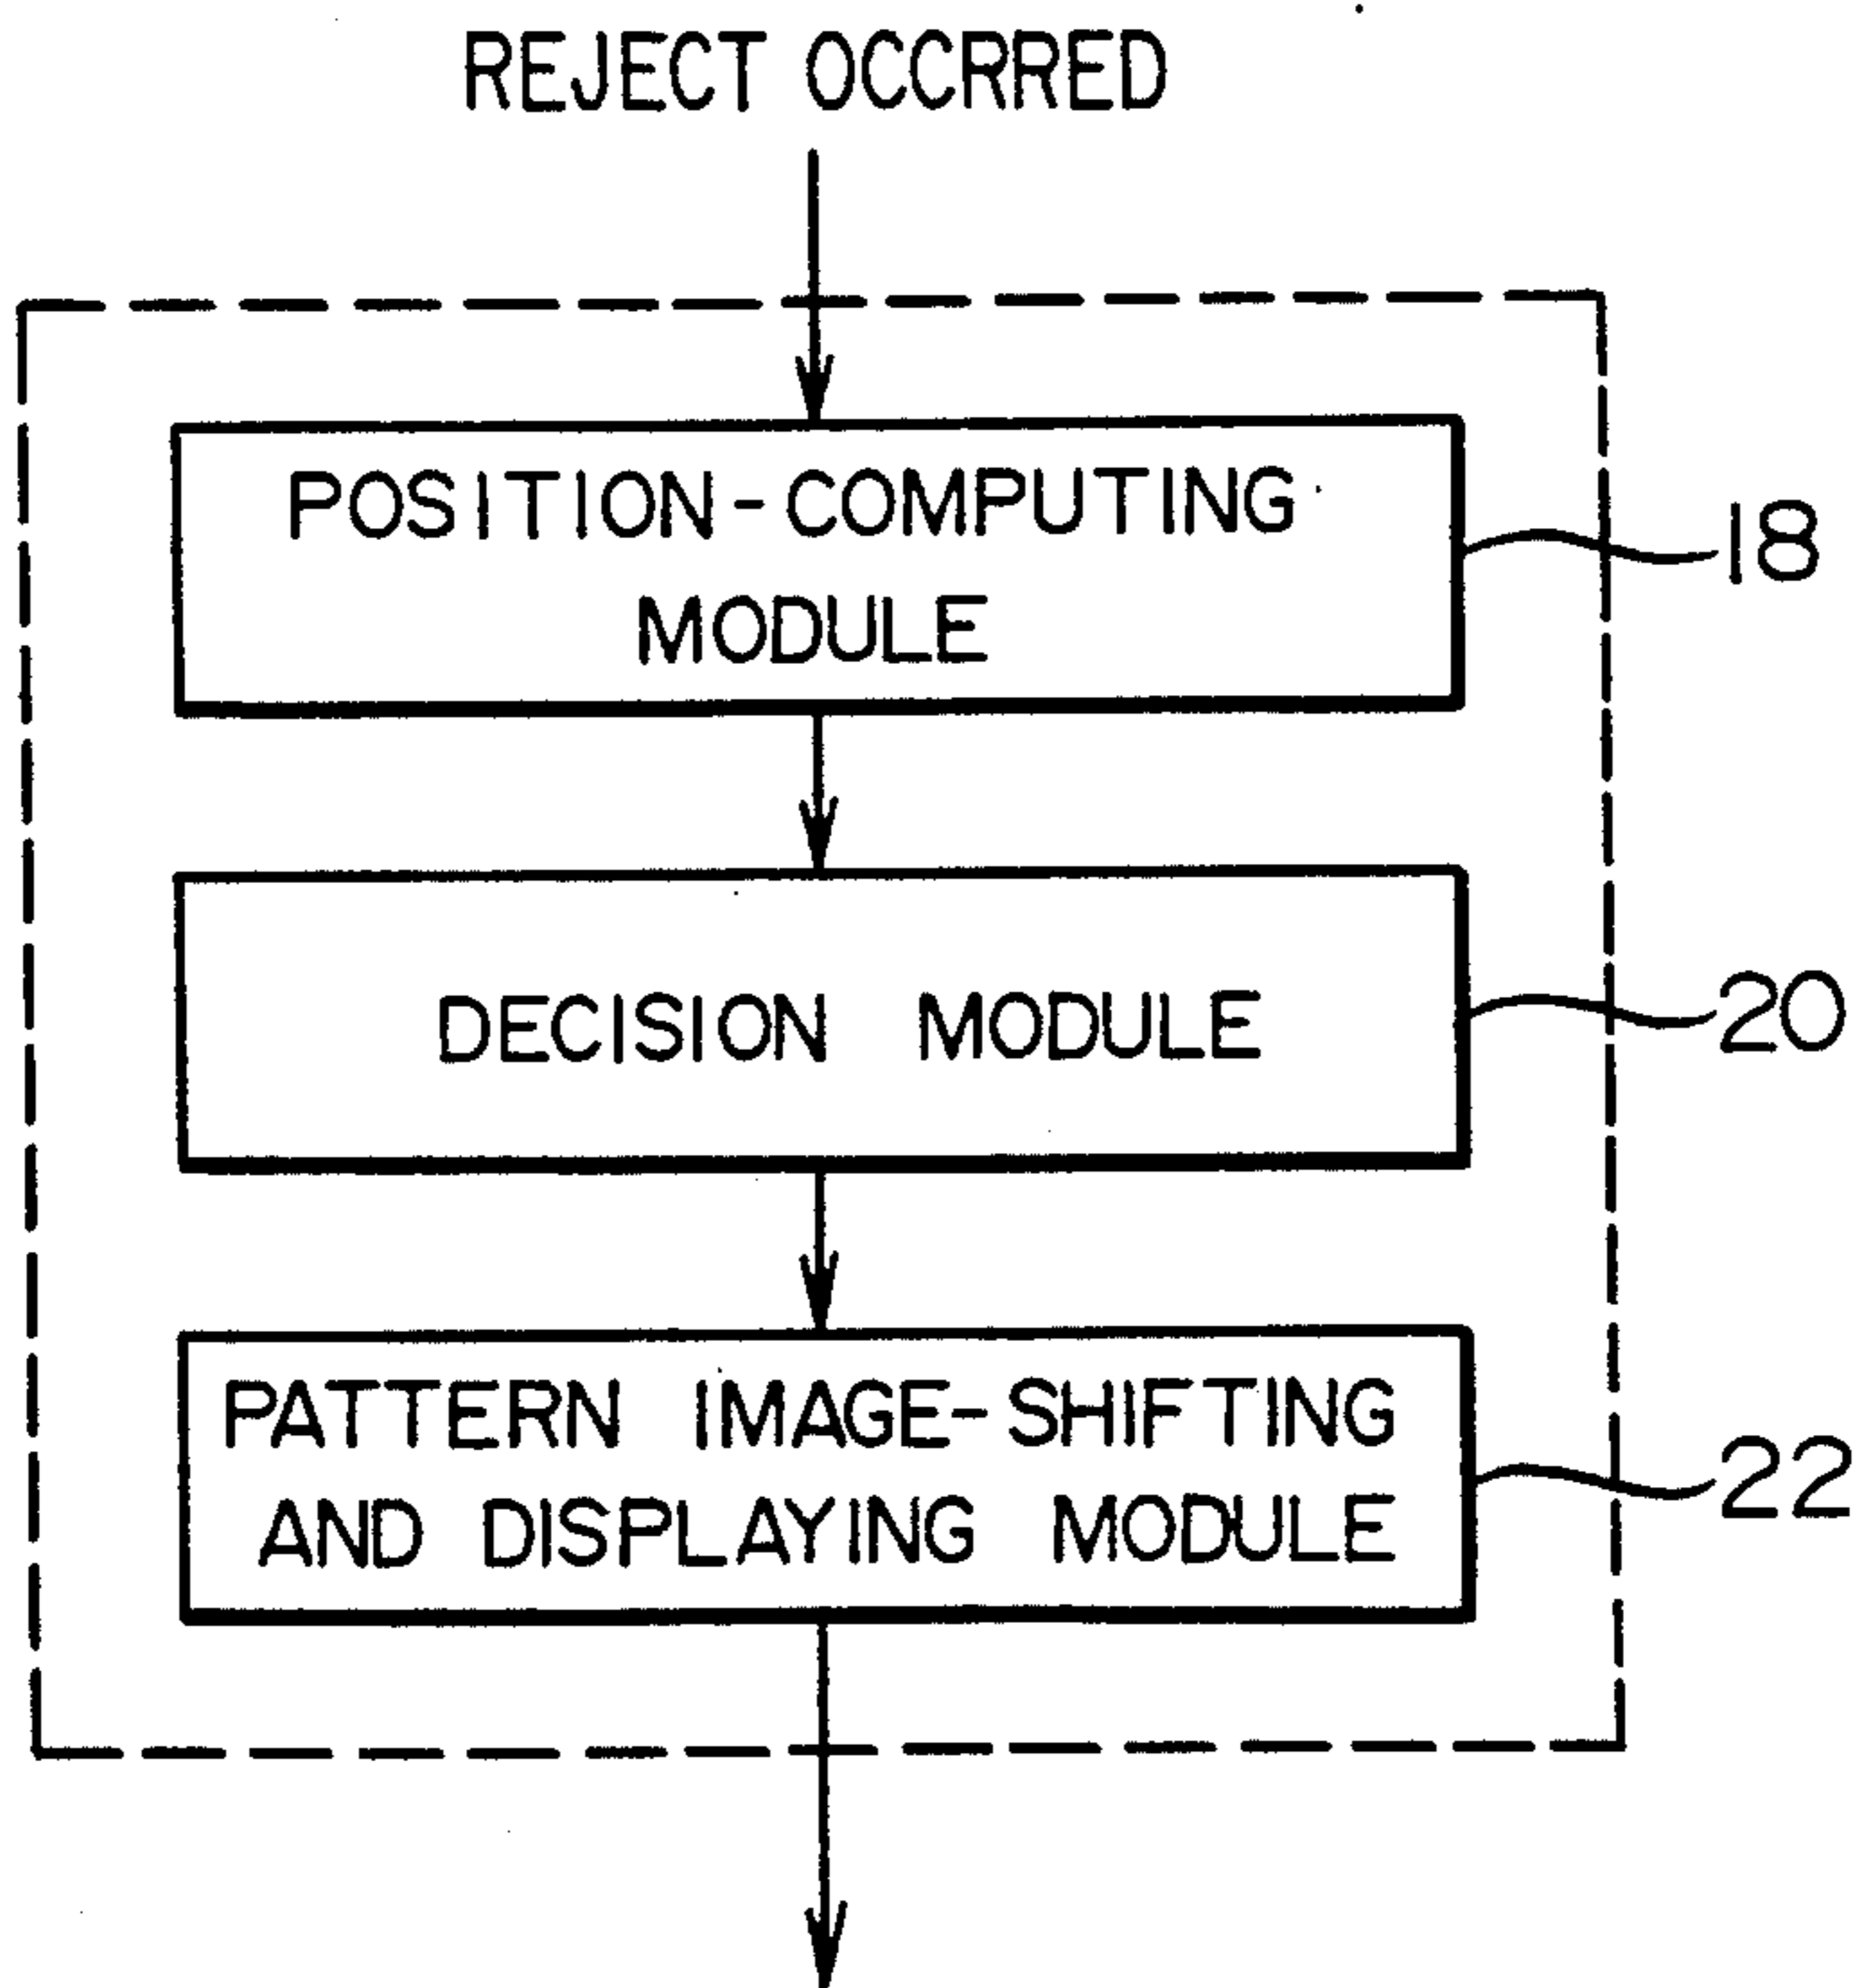 REJECT OCCRRED
POSITION-COMPUTING
MODULE
18
DECISION MODULE
20
PATTERN IMAGE-SHIFTING
AND DISPLAYING MODULE
22